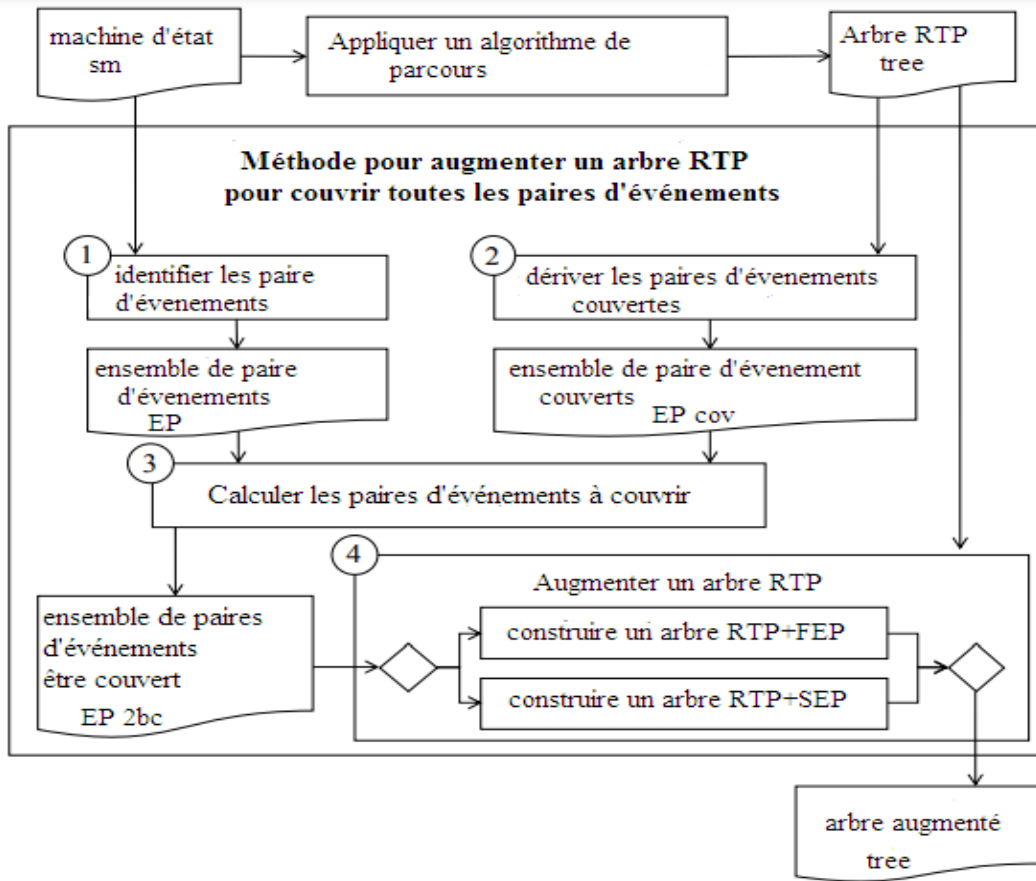 machine d'état
sm
Appliquer un algorithme de
parcours
Arbre RTP
tree
Méthode pour augmenter un arbre RTP
pour couvrir toutes les paires d'événements
1
identifier les paire
d'évenements
2
dériver les paires d'évenements
couvertes
ensemble de paire
d'évenements
EP
ensemble de paire d'évenement
couverts
EP cov
3
Calculer les paires d'événements à couvrir
4
Augmenter un arbre RTP
ensemble de paires
d'événements
être couvert
EP 2bc
construire un arbre RTP+FEP
construire un arbre RTP+SEP
arbre augmenté
tree